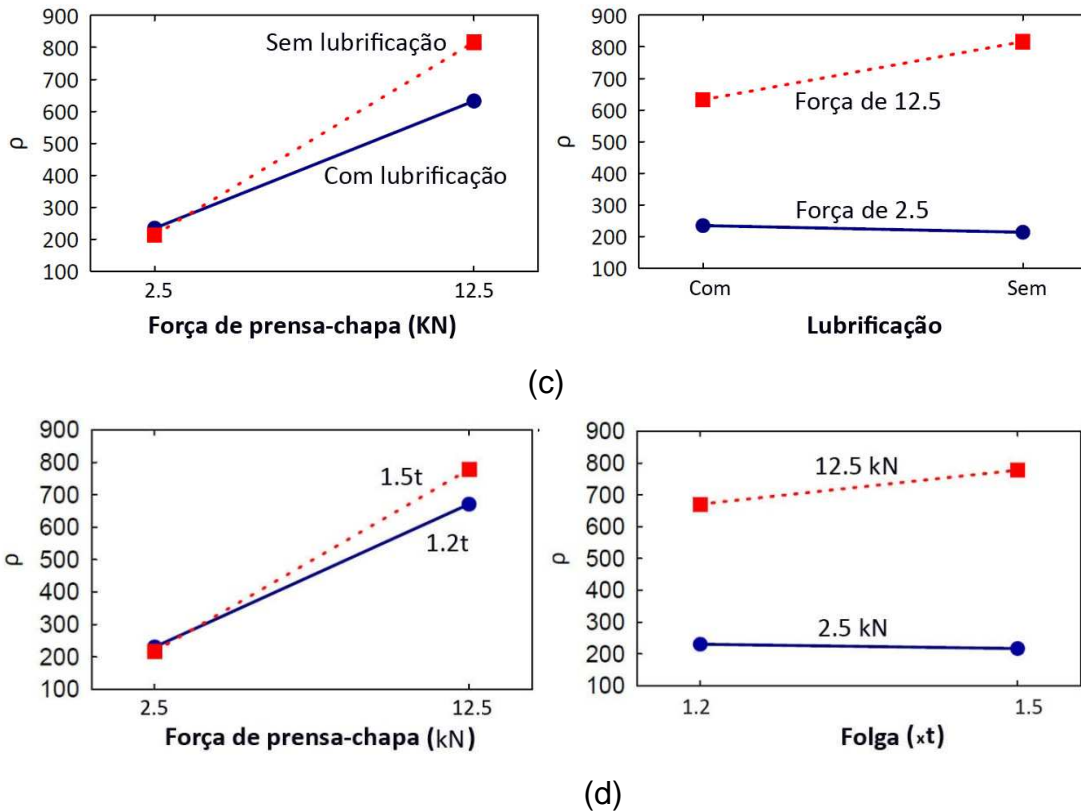 900
800
700
600
500
400
300
200
100
ρ
Sem lubrificação
Com lubrificação
2.5 12.5
Força de prensa-chapa (KN)
900
800
700
600
500
400
300
200
100
ρ
Força de 12.5
Força de 2.5
Com Sem
Lubrificação
(c)
900
800
700
600
500
400
300
200
100
ρ
1.5t
1.2t
2.5 12.5
Força de prensa-chapa (kN)
900
800
700
600
500
400
300
200
100
ρ
12.5 kN
2.5 kN
1.2 1.5
Folga (xt)
(d)